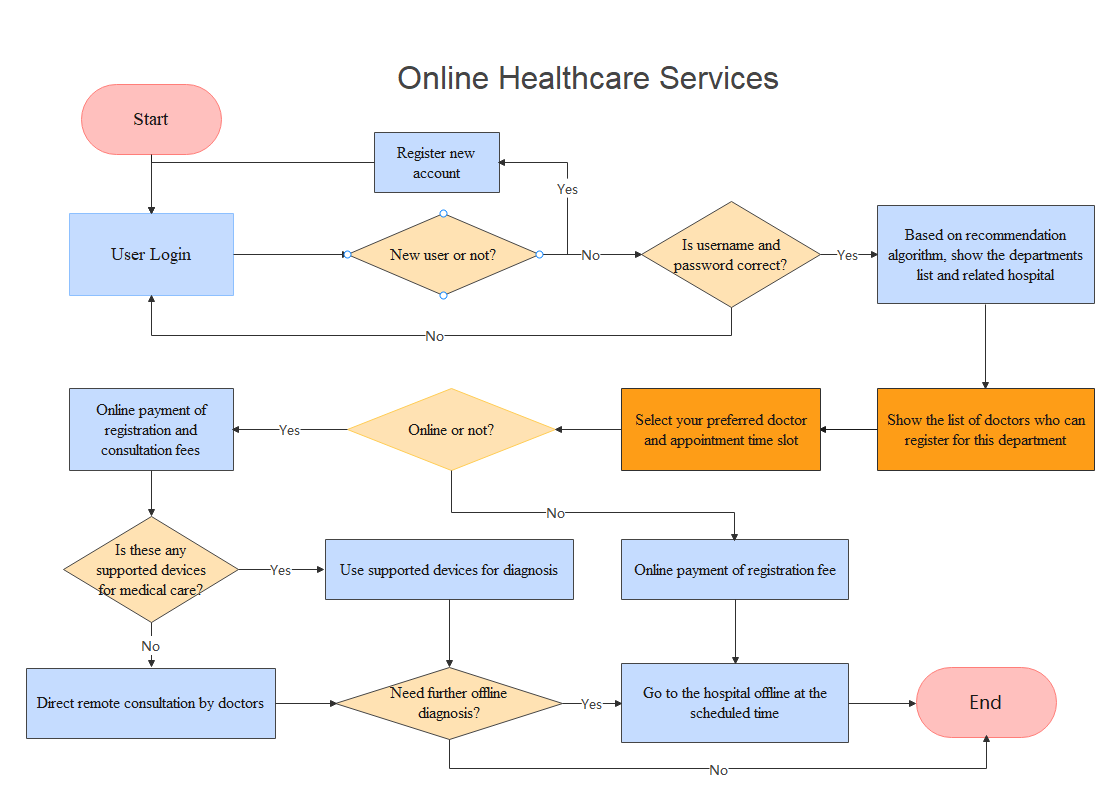 Online Healthcare Services
Start
Register new
account
Yes
User Login
New user or not?
No
Is username and
password correct?
Yes
Based on recommendation
algorithm, show the departments
list and related hospital
No
Online payment of
registration and
consultation fees
Yes
Online or not?
Select your preferred doctor
and appointment time slot
Show the list of doctors who can
register for this department
No
Is these any
supported devices
for medical care?
Yes
Use supported devices for diagnosis
Online payment of registration fee
No
Direct remote consultation by doctors
Need further offline
diagnosis?
Yes
Go to the hospital offline at the
scheduled time
End
No